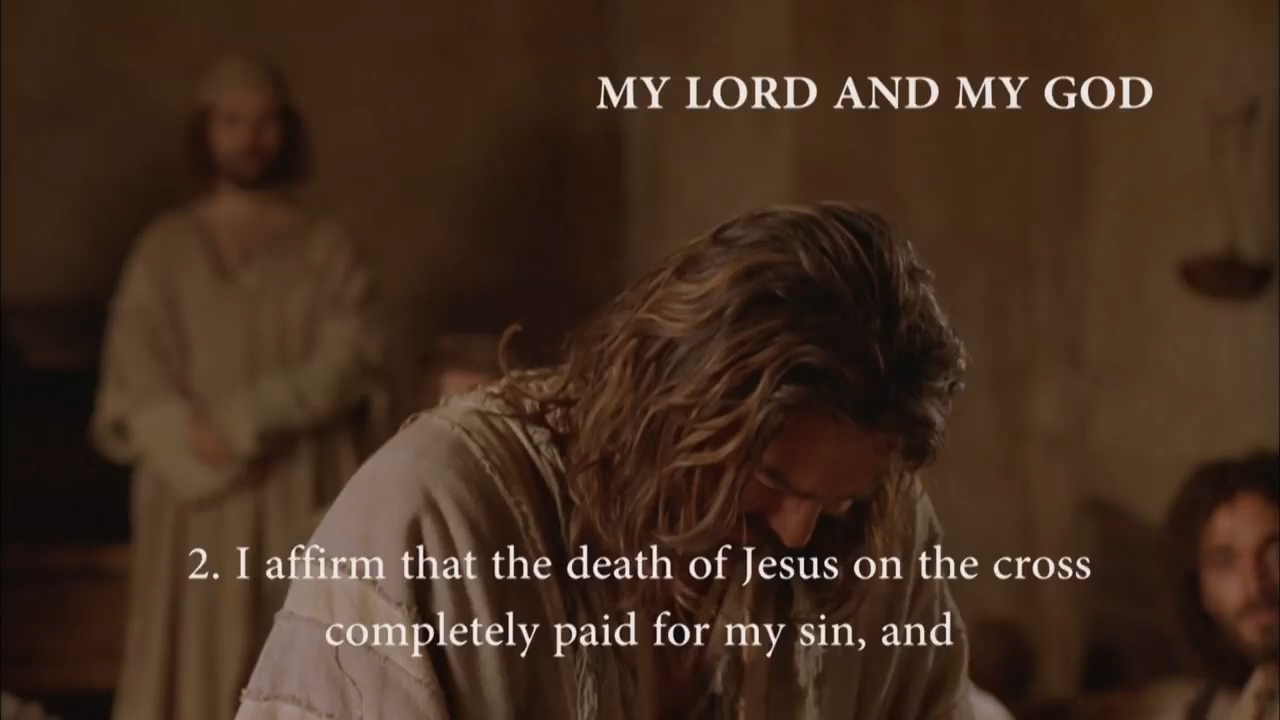 MY LORD AND MY GOD
2. I affirm that the death of Jesus on the cross
completely paid for my sin, and